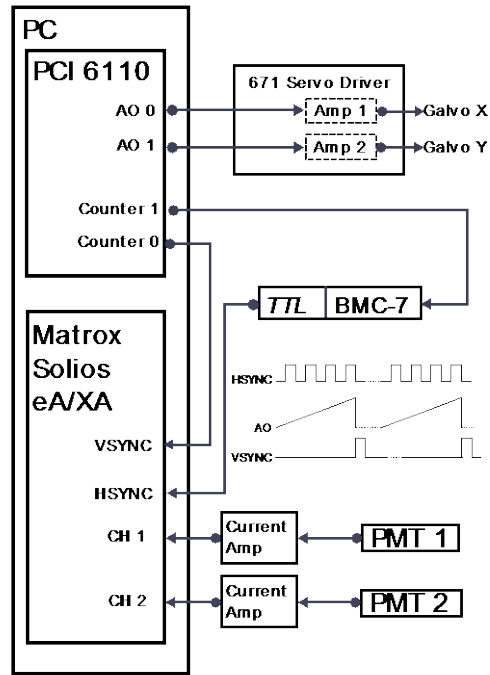 PC
PCI 6110
671 Servo Driver
AO 0
Amp 1
Galvo X
AO 1
Amp 2
Galvo Y
Counter 1
Counter 0
TTL
BMC-7
Matrox
Solios
eA/XA
HSYNC
AO
VSYNC
VSYNC
HSYNC
CH 1
Current
Amp
PMT 1
CH 2
Current
Amp
PMT 2